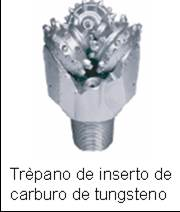 Trèpano de inserto de
carburo de tungsteno